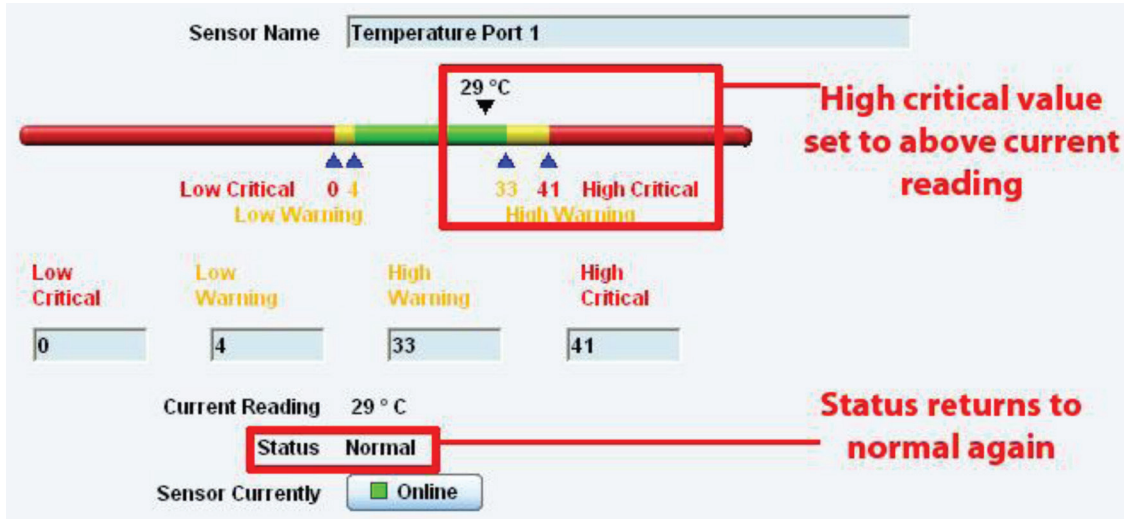 Sensor Name Temperature Port 1
29 °C
High critical value
set to above current
reading
Low Critical 0 4 33 41 High Critical
Low Warning High Warning
Low Critical
Low Warning
High Warning
High Critical
0 4 33 41
Current Reading 29 ° C
Status Normal
Status returns to
normal again
Sensor Currently Online